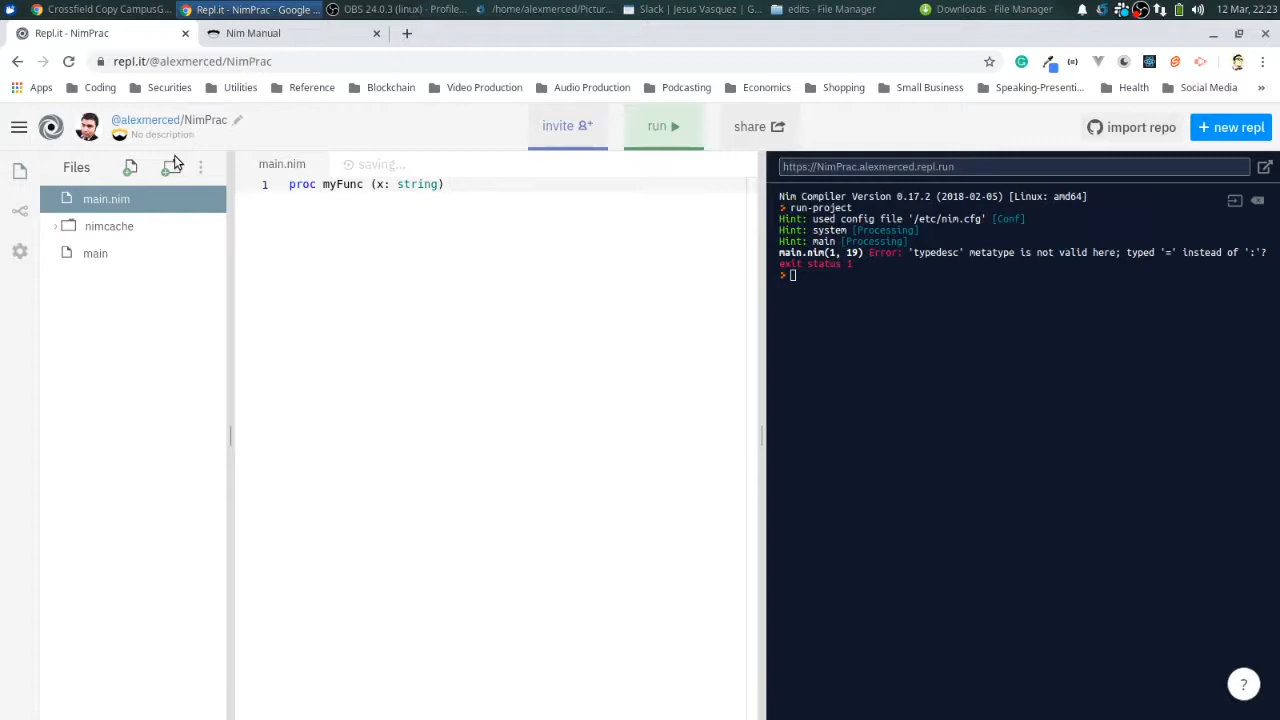 Crossfield Copy CampusG...
Repl.it - NimPrac - Google ...
OBS 24.0.3 (linux) - Profile...
/home/alexmerced/Pictur...
Slack | Jesus Vasquez | G...
edits - File Manager
Downloads - File Manager
12 Mar, 22:23
Repl.it - NimPrac
Nim Manual
repl.it/@alexmerced/NimPrac
Apps
Coding
Securities
Utilities
Reference
Blockchain
Video Production
Audio Production
Podcasting
Economics
Shopping
Small Business
Speaking-Presenti...
Health
Social Media
»
@alexmerced/NimPrac
No description
invite
run
share
import repo
+ new repl
Files
main.nim
nimcache
main
main.nim
saving...
1 proc myFunc (x: string)
https://NimPrac.alexmerced.repl.run
Nim Compiler Version 0.17.2 (2018-02-05) [Linux: amd64]
> run-project
Hint: used config file '/etc/nim.cfg' [Conf]
Hint: system [Processing]
Hint: main [Processing]
main.nim(1, 19) Error: 'typedesc' metatype is not valid here; typed '=' instead of ':'?
exit status 1
>
?